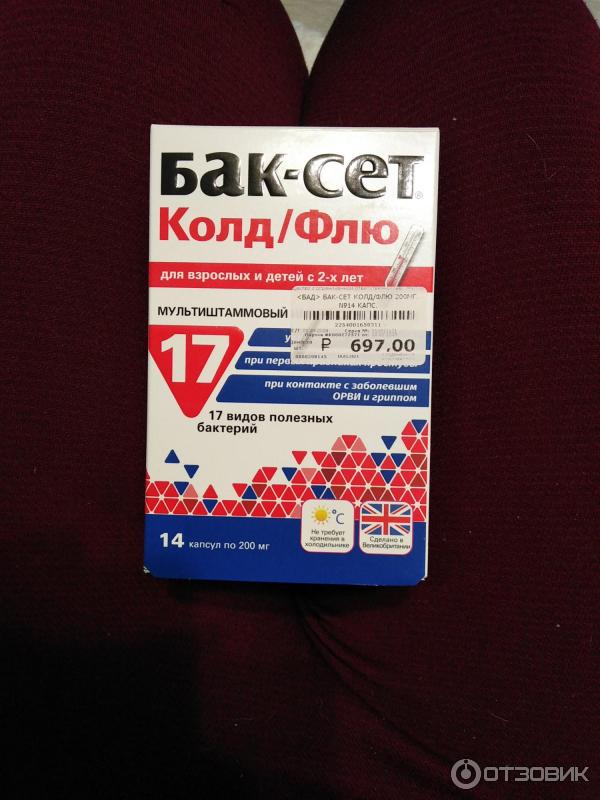 Бак-сет®
Колд/Флю
для взрослых и детей с 2-х лет
<БАД> БАК-СЕТ КОЛД/ФЛЮ 200МГ.
N914 КАПС.
МУЛЬТИШТАММОВЫЙ
₽ 697,00
17
при контакте с заболевшим
ОРВИ и гриппом
17 видов полезных
бактерий
°C
Не требует
хранения в
холодильнике
Сделано в
Великобритании
14 капсул по 200 мг
ОТЗОВИК